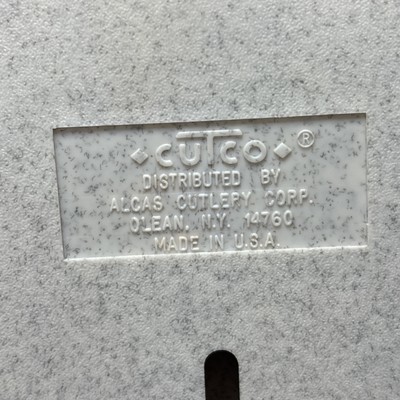 CUTCO ®
DISTRIBUTED BY
ALCAS CUTLERY CORP.
OLEAN, N.Y. 14760
MADE IN U.S.A.